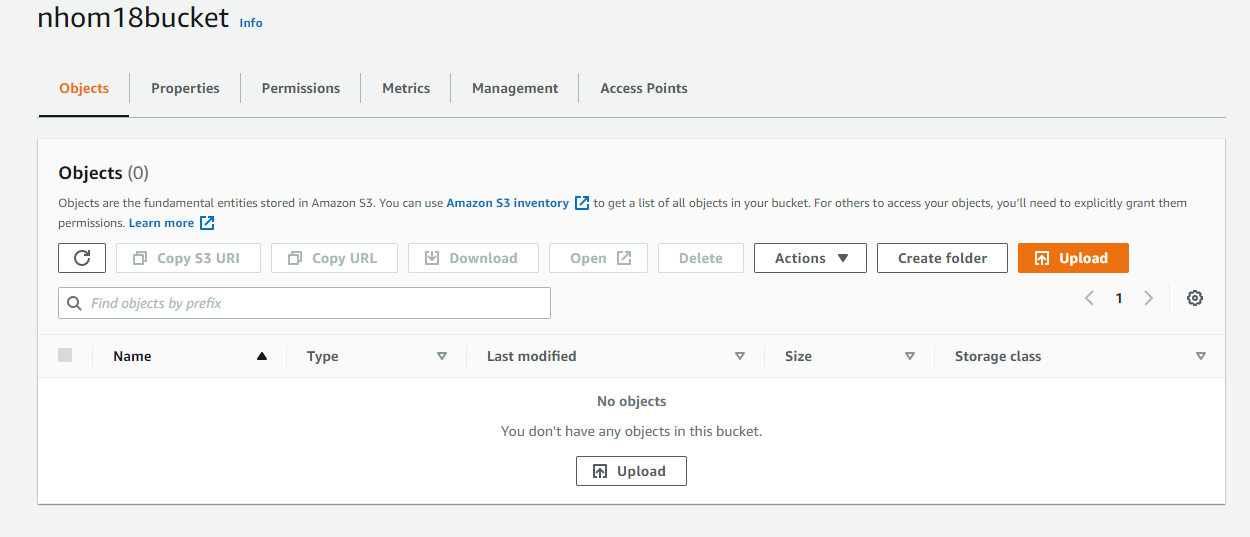 nhom18bucket Info
Objects Properties Permissions Metrics Management Access Points
Objects (0)
Objects are the fundamental entities stored in Amazon S3. You can use Amazon S3 inventory to get a list of all objects in your bucket. For others to access your objects, you’ll need to explicitly grant them
permissions. Learn more
Copy S3 URI Copy URL Download Open Delete Actions Create folder Upload
Find objects by prefix 1
Name Type Last modified Size Storage class
No objects
You don't have any objects in this bucket.
Upload